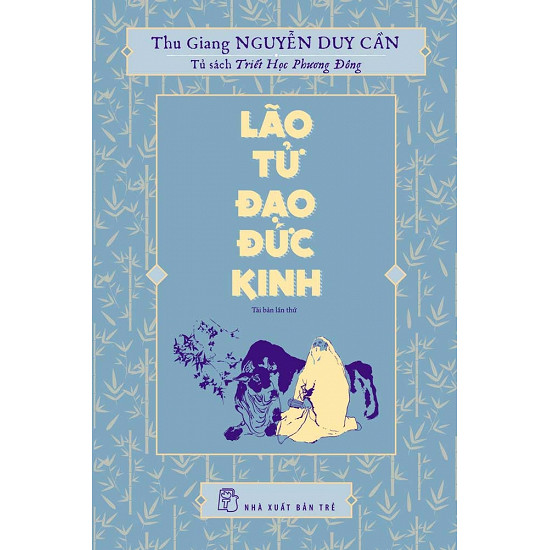 Thu Giang NGUYỄN DUY CẦN
Tủ sách Triết Học Phương Đông
LÃO
TỬ
ĐẠO
ĐỨC
KINH
Tái bản lần thứ
NHÀ XUẤT BẢN TRẺ